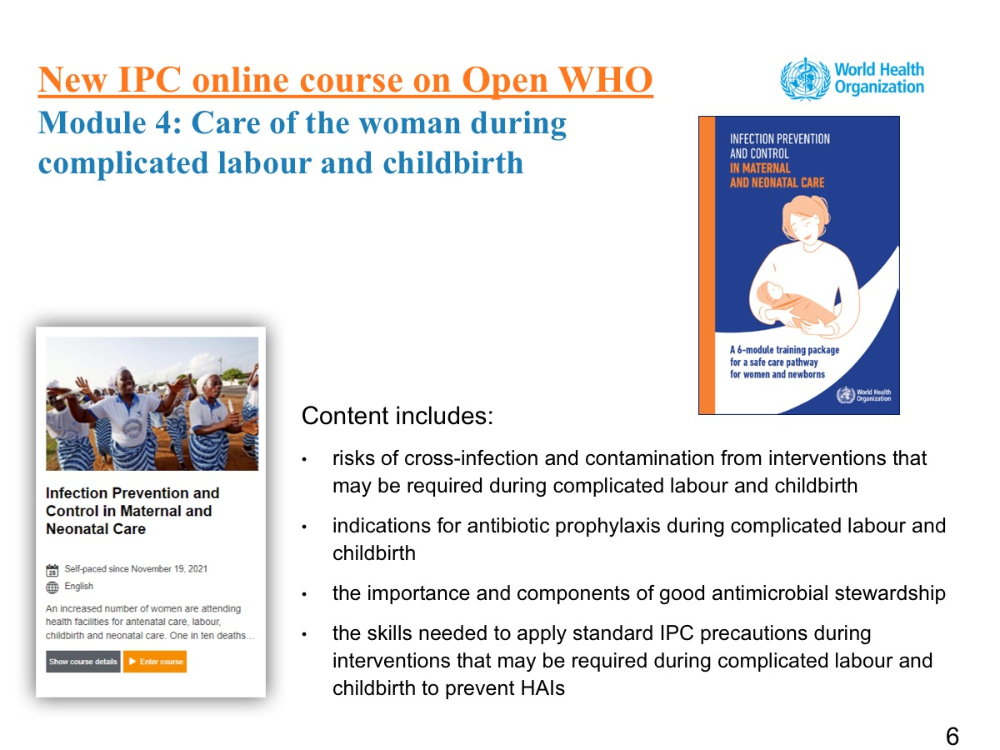 New IPC online course on Open WHO
Module 4: Care of the woman during
complicated labour and childbirth
World Health
Organization
INFECTION PREVENTION
AND CONTROL
IN MATERNAL
AND NEONATAL CARE
A 6-module training package
for a safe care pathway
for women and newborns
World Health
Organization
Infection Prevention and
Control in Maternal and
Neonatal Care
26
Self-paced since November 19, 2021
English
An increased number of women are attending
health facilities for antenatal care, labour,
childbirth and neonatal care. One in ten deaths…
Show course details
Enter course
Content includes:
• risks of cross-infection and contamination from interventions that
may be required during complicated labour and childbirth
• indications for antibiotic prophylaxis during complicated labour and
childbirth
• the importance and components of good antimicrobial stewardship
• the skills needed to apply standard IPC precautions during
interventions that may be required during complicated labour and
childbirth to prevent HAIs
6